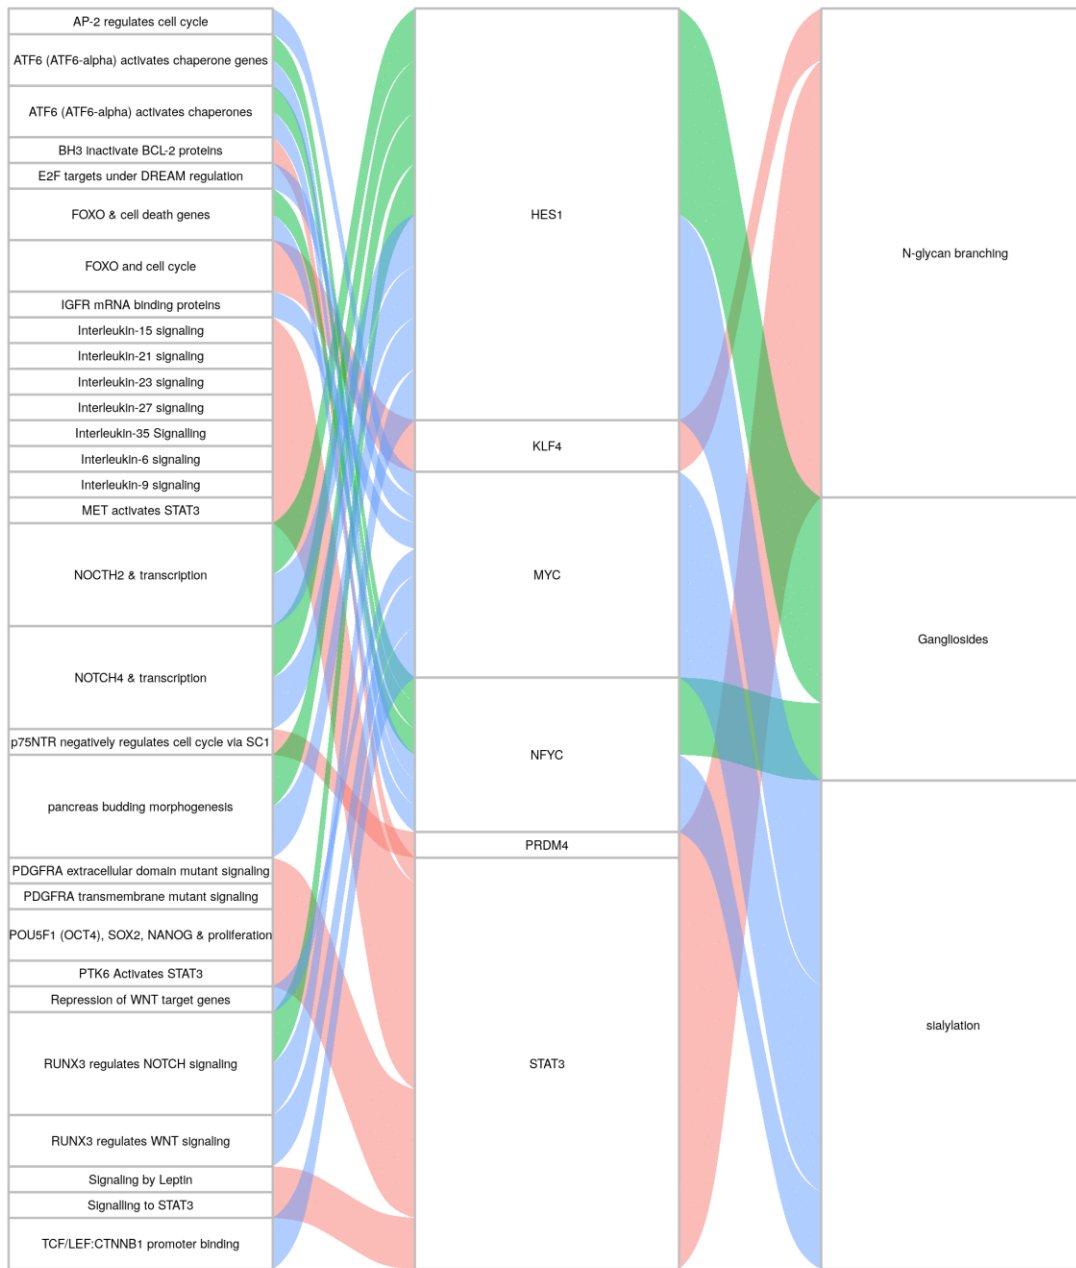 AP-2 regulates cell cycle
ATF6 (ATF6-alpha) activates chaperone genes
ATF6 (ATF6-alpha) activates chaperones
BH3 inactivate BCL-2 proteins
E2F targets under DREAM regulation
FOXO & cell death genes
FOXO and cell cycle
IGFR mRNA binding proteins
Interleukin-15 signaling
Interleukin-21 signaling
Interleukin-23 signaling
Interleukin-27 signaling
Interleukin-35 Signalling
Interleukin-6 signaling
Interleukin-9 signaling
MET activates STAT3
NOCTH2 & transcription
NOTCH4 & transcription
p75NTR negatively regulates cell cycle via SC1
pancreas budding morphogenesis
PDGFRA extracellular domain mutant signaling
PDGFRA transmembrane mutant signaling
POU5F1 (OCT4), SOX2, NANOG & proliferation
PTK6 Activates STAT3
Repression of WNT target genes
RUNX3 regulates NOTCH signaling
RUNX3 regulates WNT signaling
Signaling by Leptin
Signalling to STAT3
TCF/LEF:CTNNB1 promoter binding
HES1
KLF4
MYC
NFYC
PRDM4
STAT3
N-glycan branching
Gangliosides
sialylation